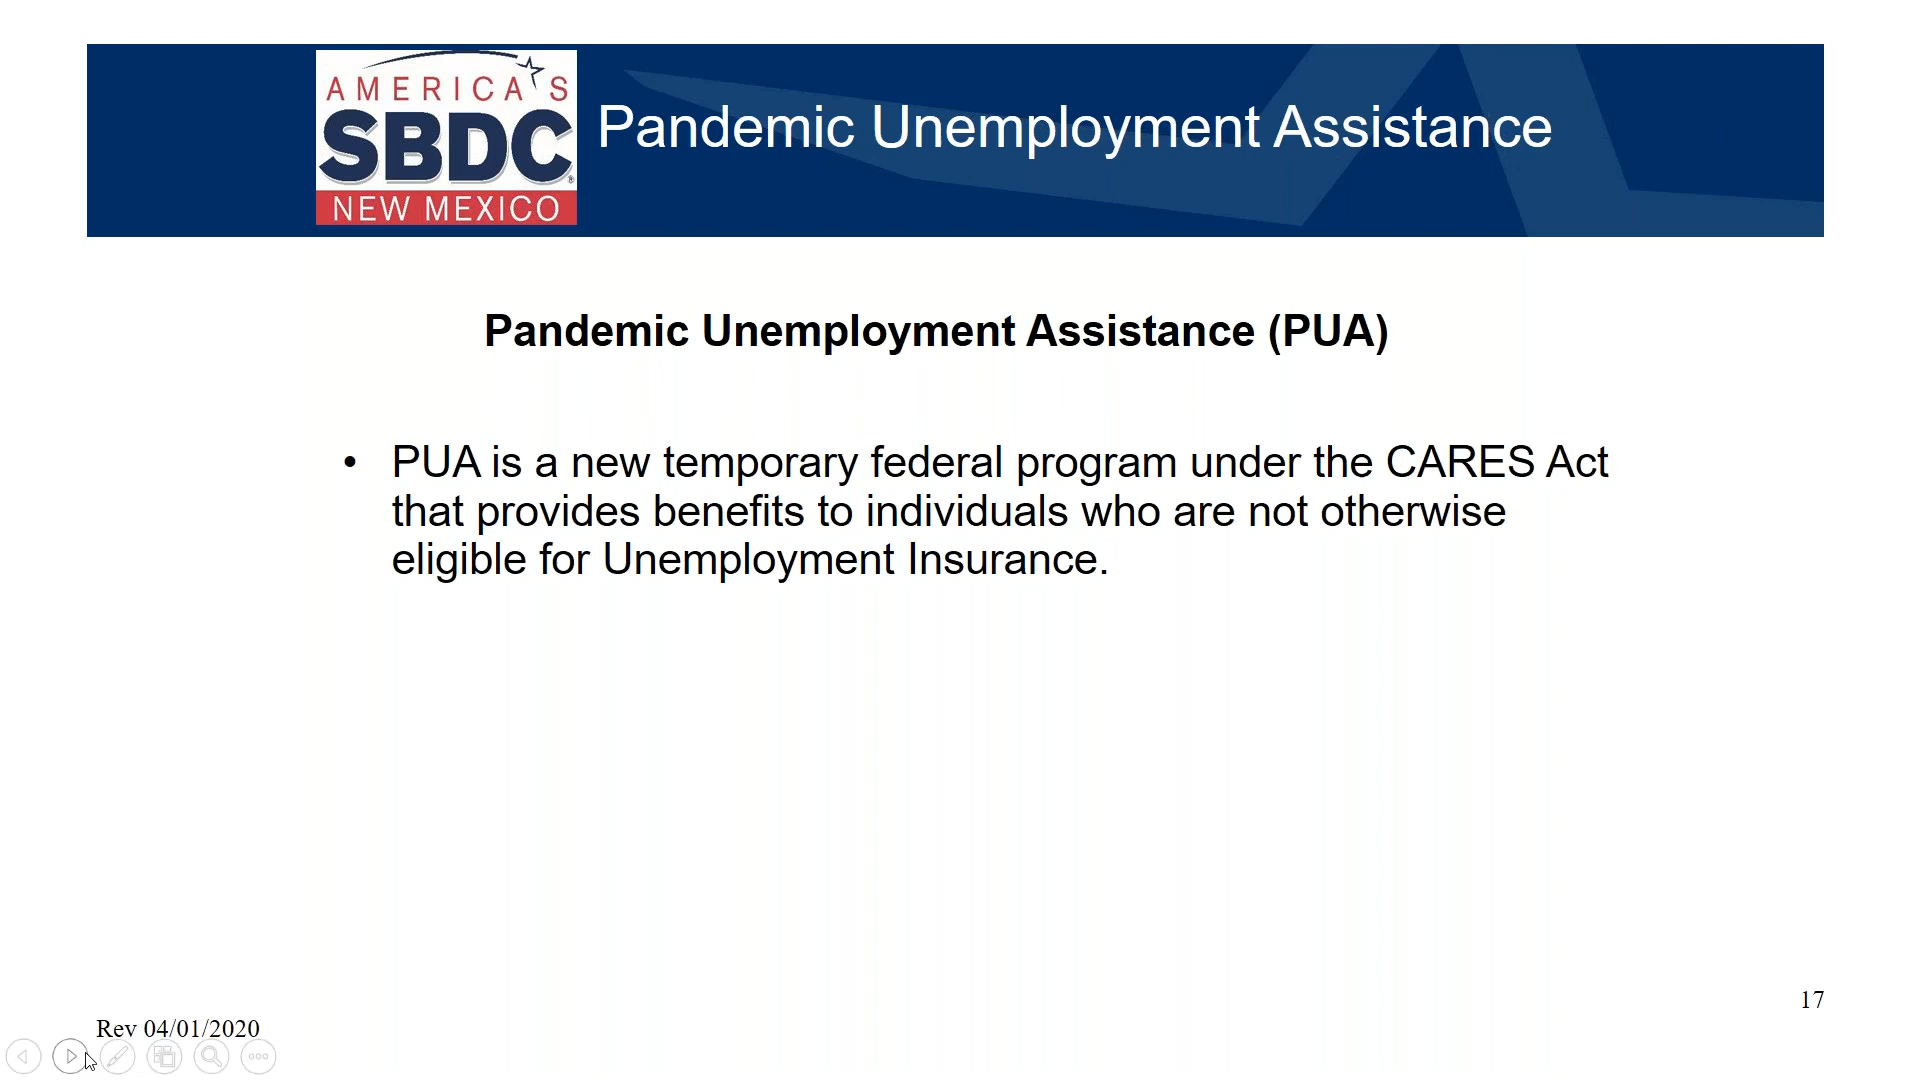 AMERICA'S
SBDC
NEW MEXICO
Pandemic Unemployment Assistance
Pandemic Unemployment Assistance (PUA)
• PUA is a new temporary federal program under the CARES Act
that provides benefits to individuals who are not otherwise
eligible for Unemployment Insurance.
17
Rev 04/01/2020